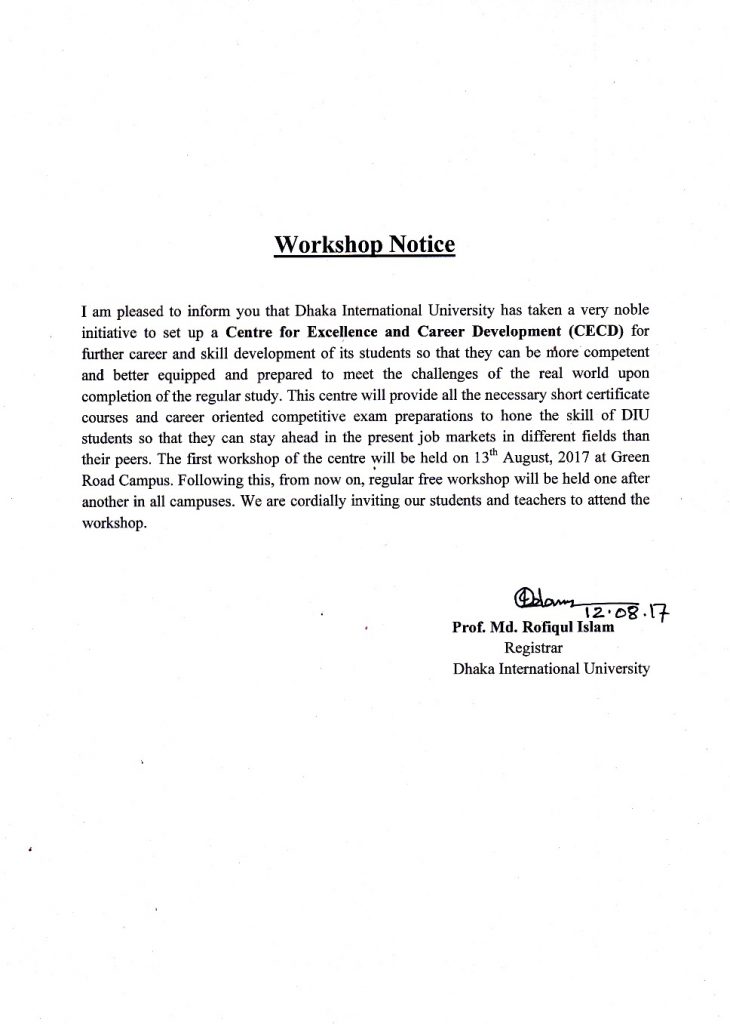 Workshop Notice
I am pleased to inform you that Dhaka International University has taken a very noble
initiative to set up a Centre for Excellence and Career Development (CECD) for
further career and skill development of its students so that they can be more competent
and better equipped and prepared to meet the challenges of the real world upon
completion of the regular study. This centre will provide all the necessary short certificate
courses and career oriented competitive exam preparations to hone the skill of DIU
students so that they can stay ahead in the present job markets in different fields than
their peers. The first workshop of the centre will be held on 13th August, 2017 at Green
Road Campus. Following this, from now on, regular free workshop will be held one after
another in all campuses. We are cordially inviting our students and teachers to attend the
workshop.
12.08.17
Prof. Md. Rofiqul Islam
Registrar
Dhaka International University